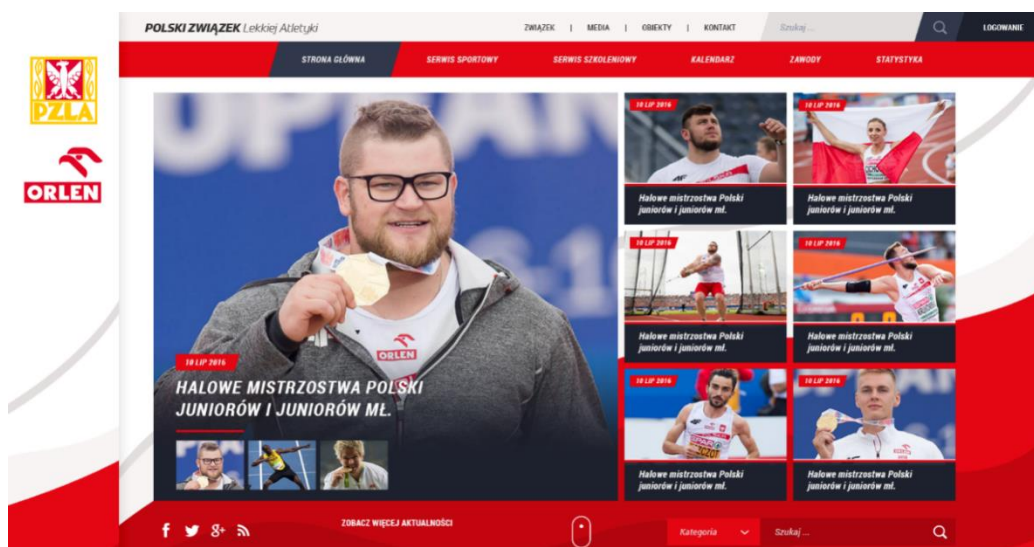 POLSKI ZWIĄZEK Lekkiej Atletyki
ZWIĄZEK | MEDIA | OBIEKTY | KONTAKT
Szukaj ...
LOGOWANIE
PZLA
ORLEN
STRONA GŁÓWNA
SERWIS SPORTOWY
SERWIS SZKOLENIOWY
KALENDARZ
ZAWODY
STATYSTYKA
ORLEN
10 LIP 2016
HALOWE MISTRZOSTWA POLSKI
JUNIORÓW I JUNIORÓW MŁ.
10 LIP 2016
Halowe mistrzostwa Polski
juniorów i juniorów mł.
10 LIP 2016
Halowe mistrzostwa Polski
juniorów i juniorów mł.
10 LIP 2016
Halowe mistrzostwa Polski
juniorów i juniorów mł.
10 LIP 2016
Halowe mistrzostwa Polski
juniorów i juniorów mł.
10 LIP 2016
Halowe mistrzostwa Polski
juniorów i juniorów mł.
10 LIP 2016
Halowe mistrzostwa Polski
juniorów i juniorów mł.
ZOBACZ WIĘCEJ AKTUALNOŚCI
Kategoria
Szukaj ...